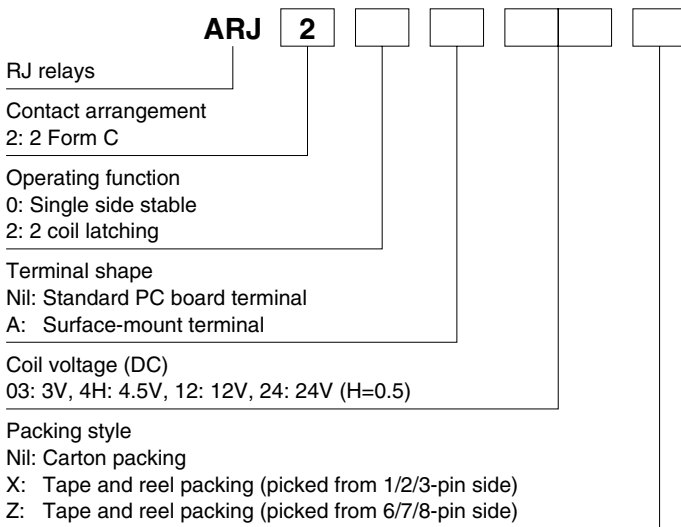 ARJ 2
RJ relays
Contact arrangement
2: 2 Form C
Operating function
0: Single side stable
2: 2 coil latching
Terminal shape
Nil: Standard PC board terminal
A: Surface-mount terminal
Coil voltage (DC)
03: 3V, 4H: 4.5V, 12: 12V, 24: 24V (H=0.5)
Packing style
Nil: Carton packing
X: Tape and reel packing (picked from 1/2/3-pin side)
Z: Tape and reel packing (picked from 6/7/8-pin side)